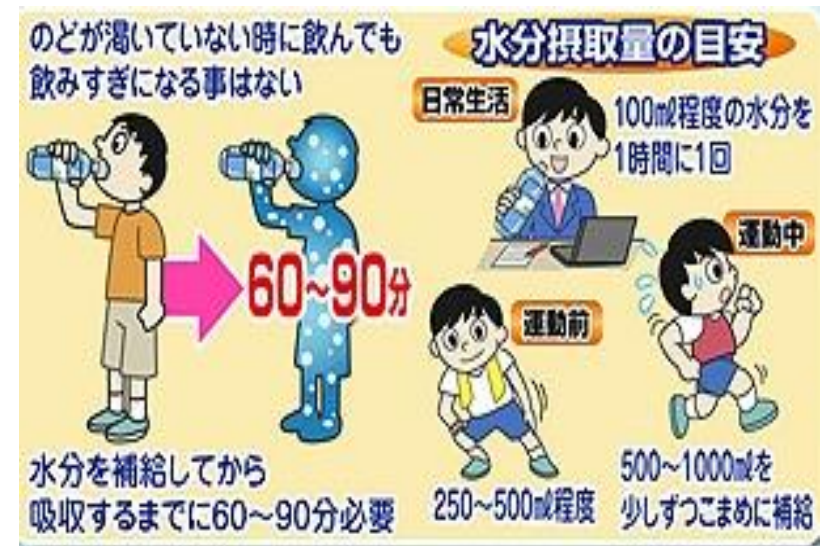 のどが渇いていない時に飲んでも
飲みすぎになる事はない
60～90分
水分を補給してから
吸収するまでに60～90分必要
水分摂取量の目安
日常生活
100㎖程度の水分を
1時間に1回
運動前
250～500㎖程度
運動中
500～1000㎖を
少しずつこまめに補給